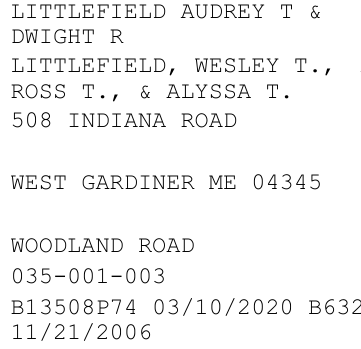 LITTLEFIELD AUDREY T &
DWIGHT R
LITTLEFIELD, WESLEY T.,
ROSS T., & ALYSSA T.
508 INDIANA ROAD
WEST GARDINER ME 04345
WOODLAND ROAD
035-001-003
B13508P74 03/10/2020 B632
11/21/2006